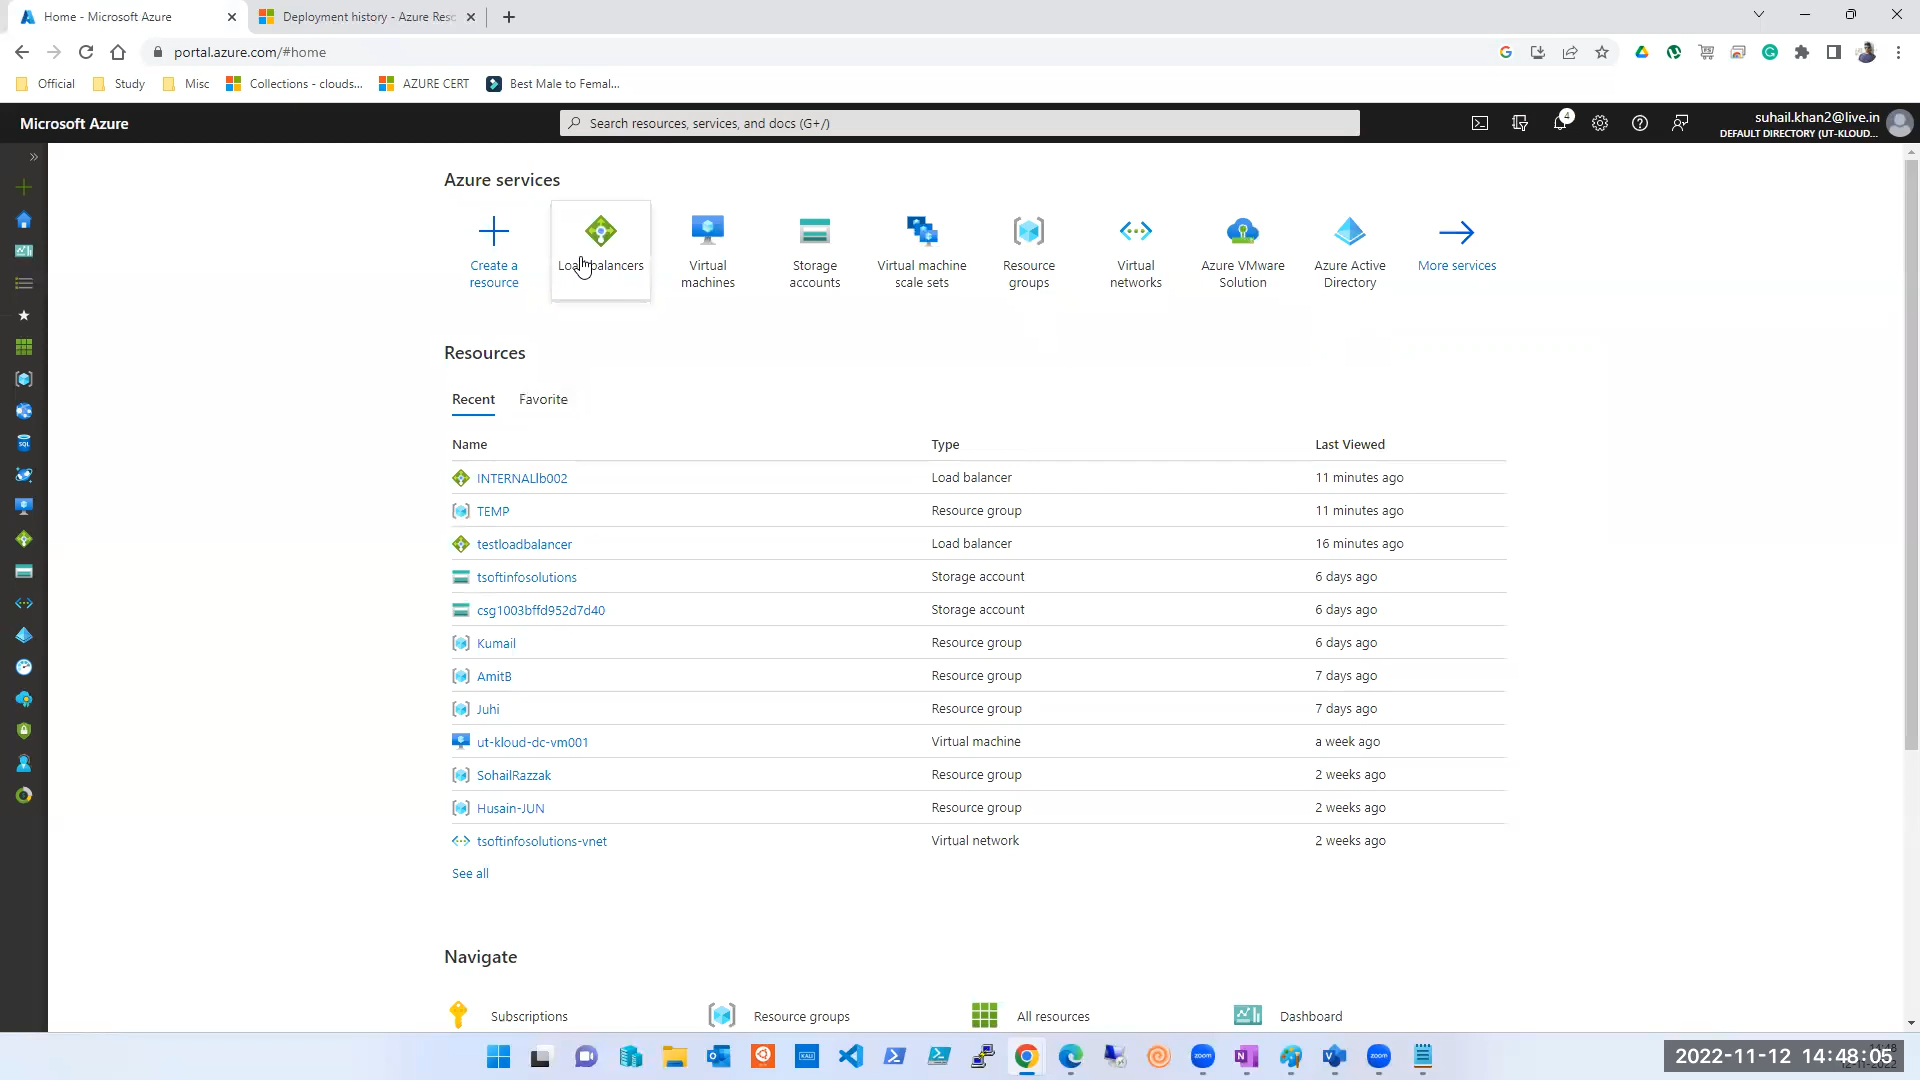 Home - Microsoft Azure
Deployment history - Azure Reso
portal.azure.com/#home
Official
Study
Misc
Collections - clouds...
AZURE CERT
Best Male to Femal...
Microsoft Azure
Search resources, services, and docs (G+/)
4
suhail.khan2@live.in
DEFAULT DIRECTORY (UT-KLOUD...
Azure services
Create a resource
Load balancers
Virtual machines
Storage accounts
Virtual machine scale sets
Resource groups
Virtual networks
Azure VMware Solution
Azure Active Directory
More services
Resources
Recent
Favorite
Name Type Last Viewed
INTERNALlb002 Load balancer 11 minutes ago
TEMP Resource group 11 minutes ago
testloadbalancer Load balancer 16 minutes ago
tsoftinfosolutions Storage account 6 days ago
csg1003bffd952d7d40 Storage account 6 days ago
Kumail Resource group 6 days ago
AmitB Resource group 7 days ago
Juhi Resource group 7 days ago
ut-kloud-dc-vm001 Virtual machine a week ago
SohailRazzak Resource group 2 weeks ago
Husain-JUN Resource group 2 weeks ago
tsoftinfosolutions-vnet Virtual network 2 weeks ago
See all
Navigate
Subscriptions
Resource groups
All resources
Dashboard
2022-11-12 14:48:05